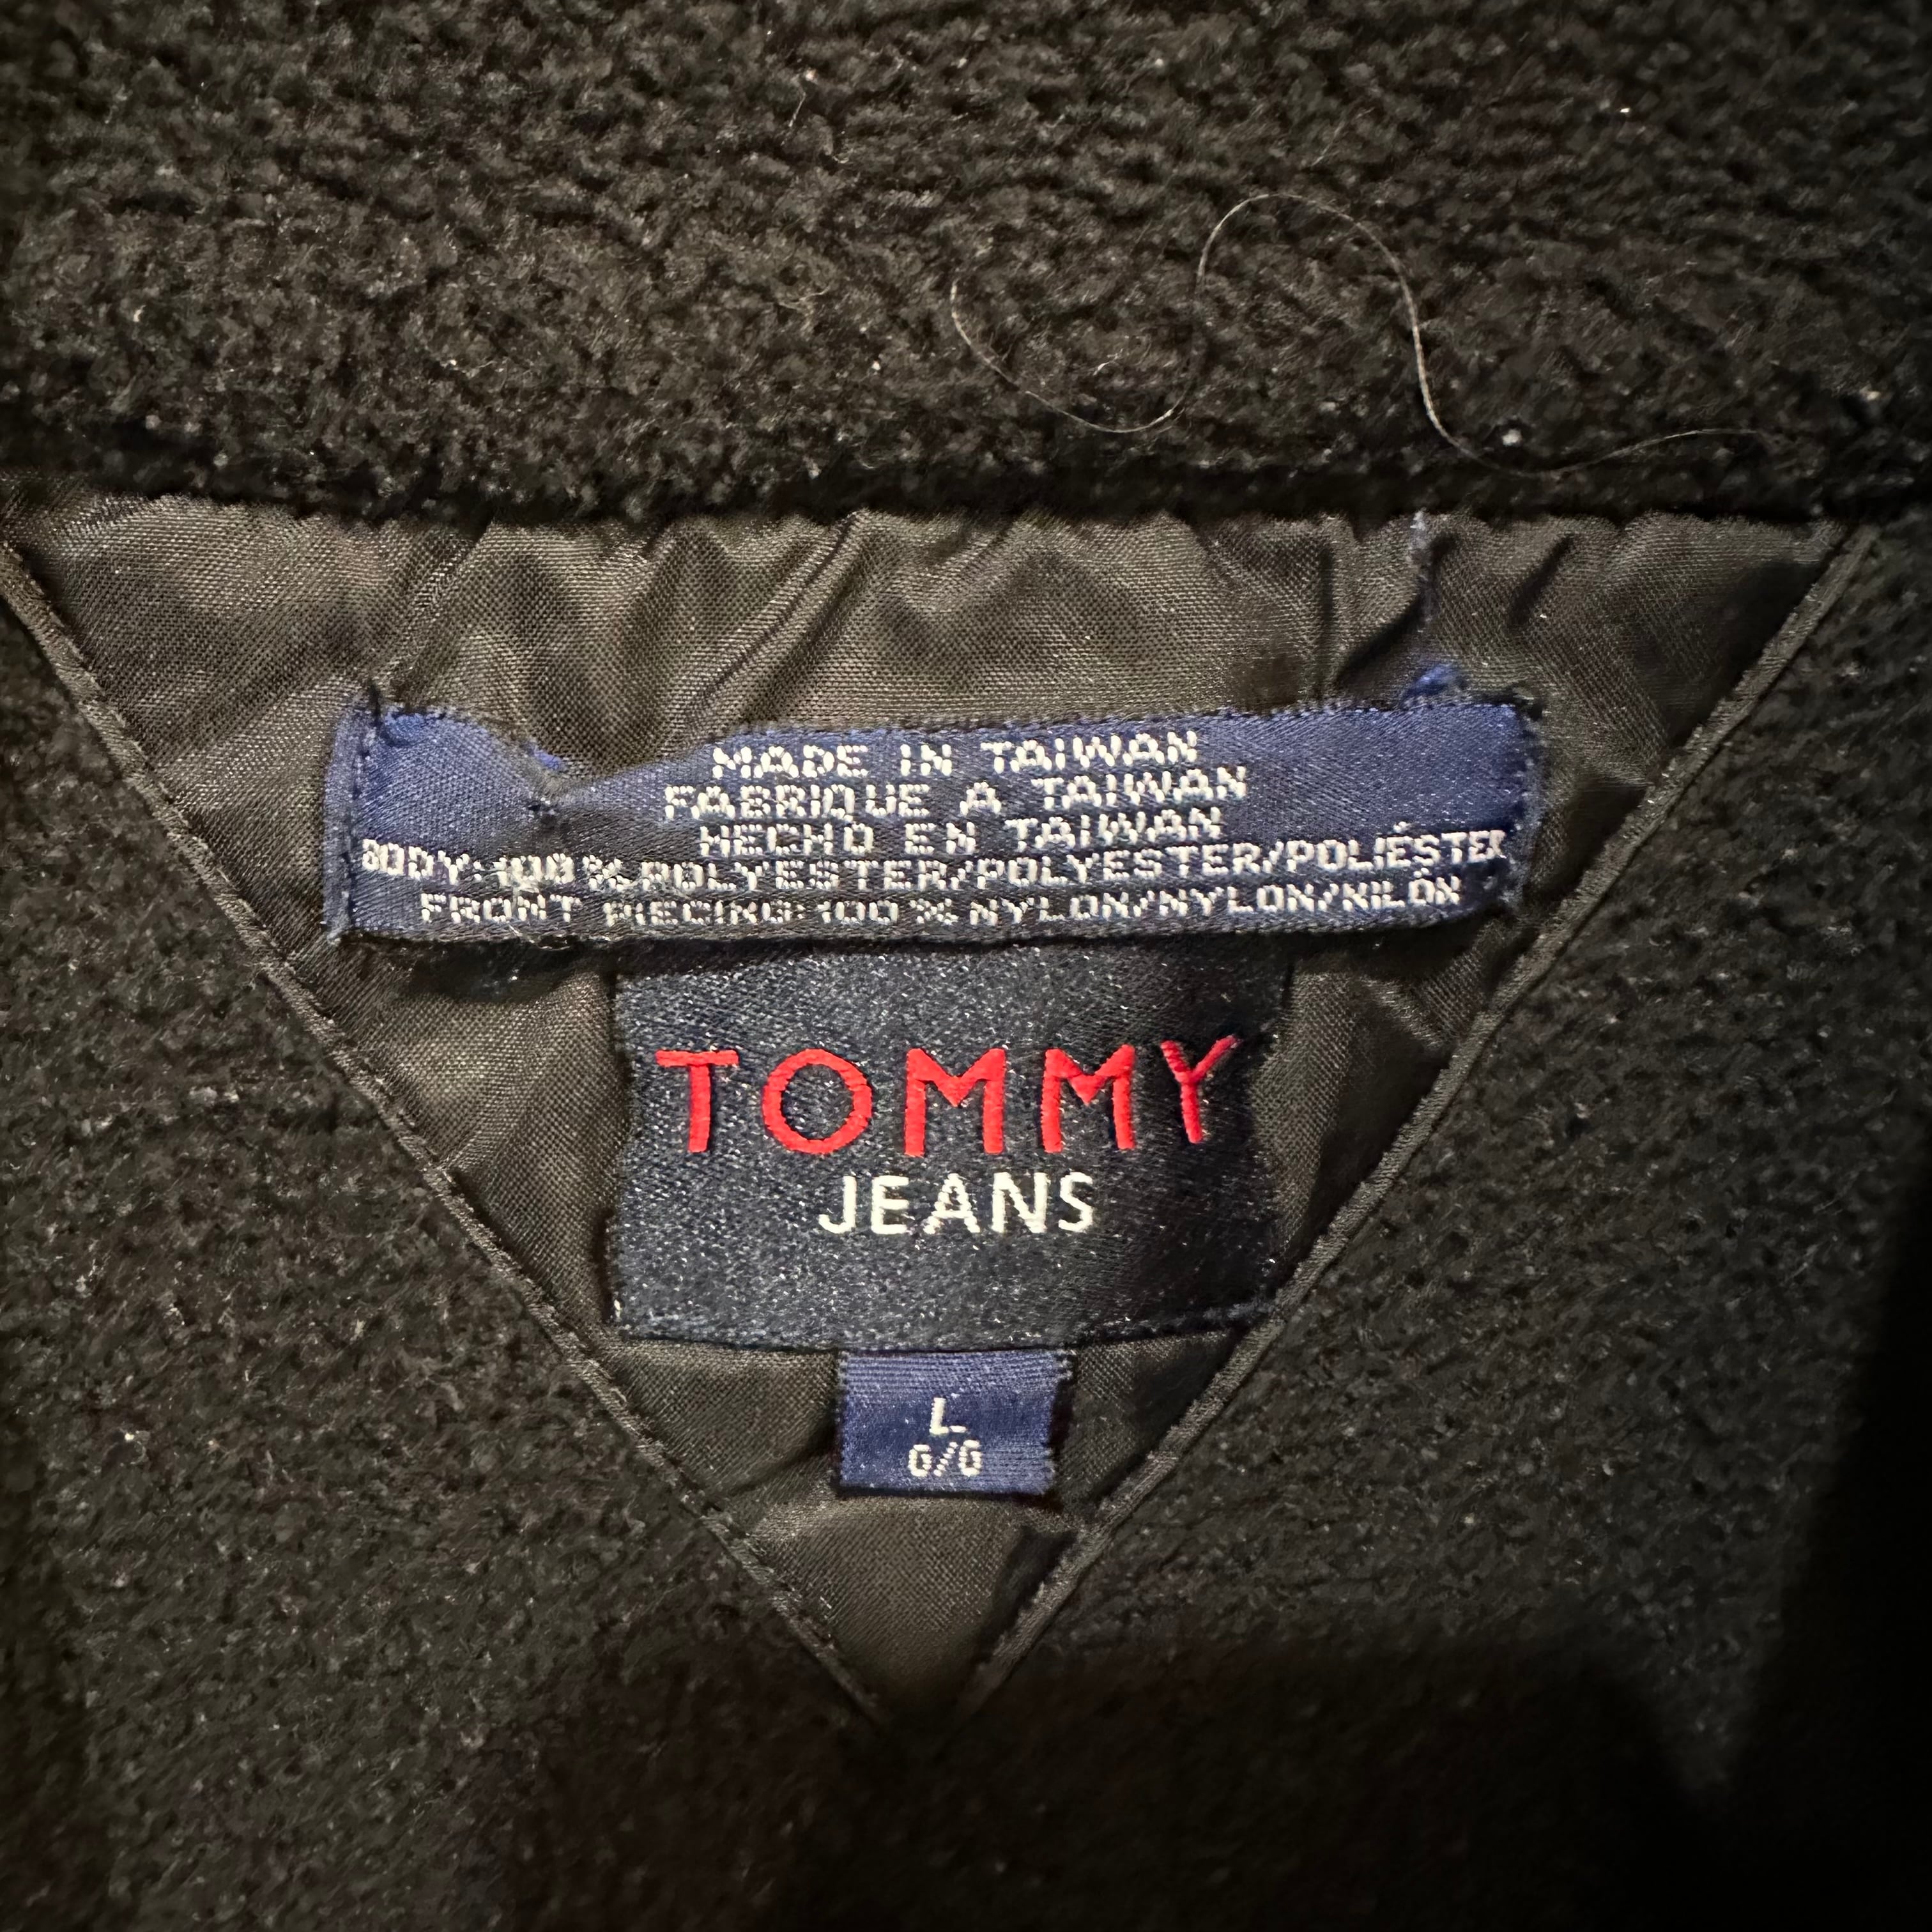 MADE IN TAIWAN
FABRIQUE A TAIWAN
HECHO EN TAIWAN
BODY:100 % POLYESTER/POLYESTER/POLIÉSTER
FRONT PIECING:100 % NYLON/NYLON/NILÓN
TOMMY
JEANS
L
G/G